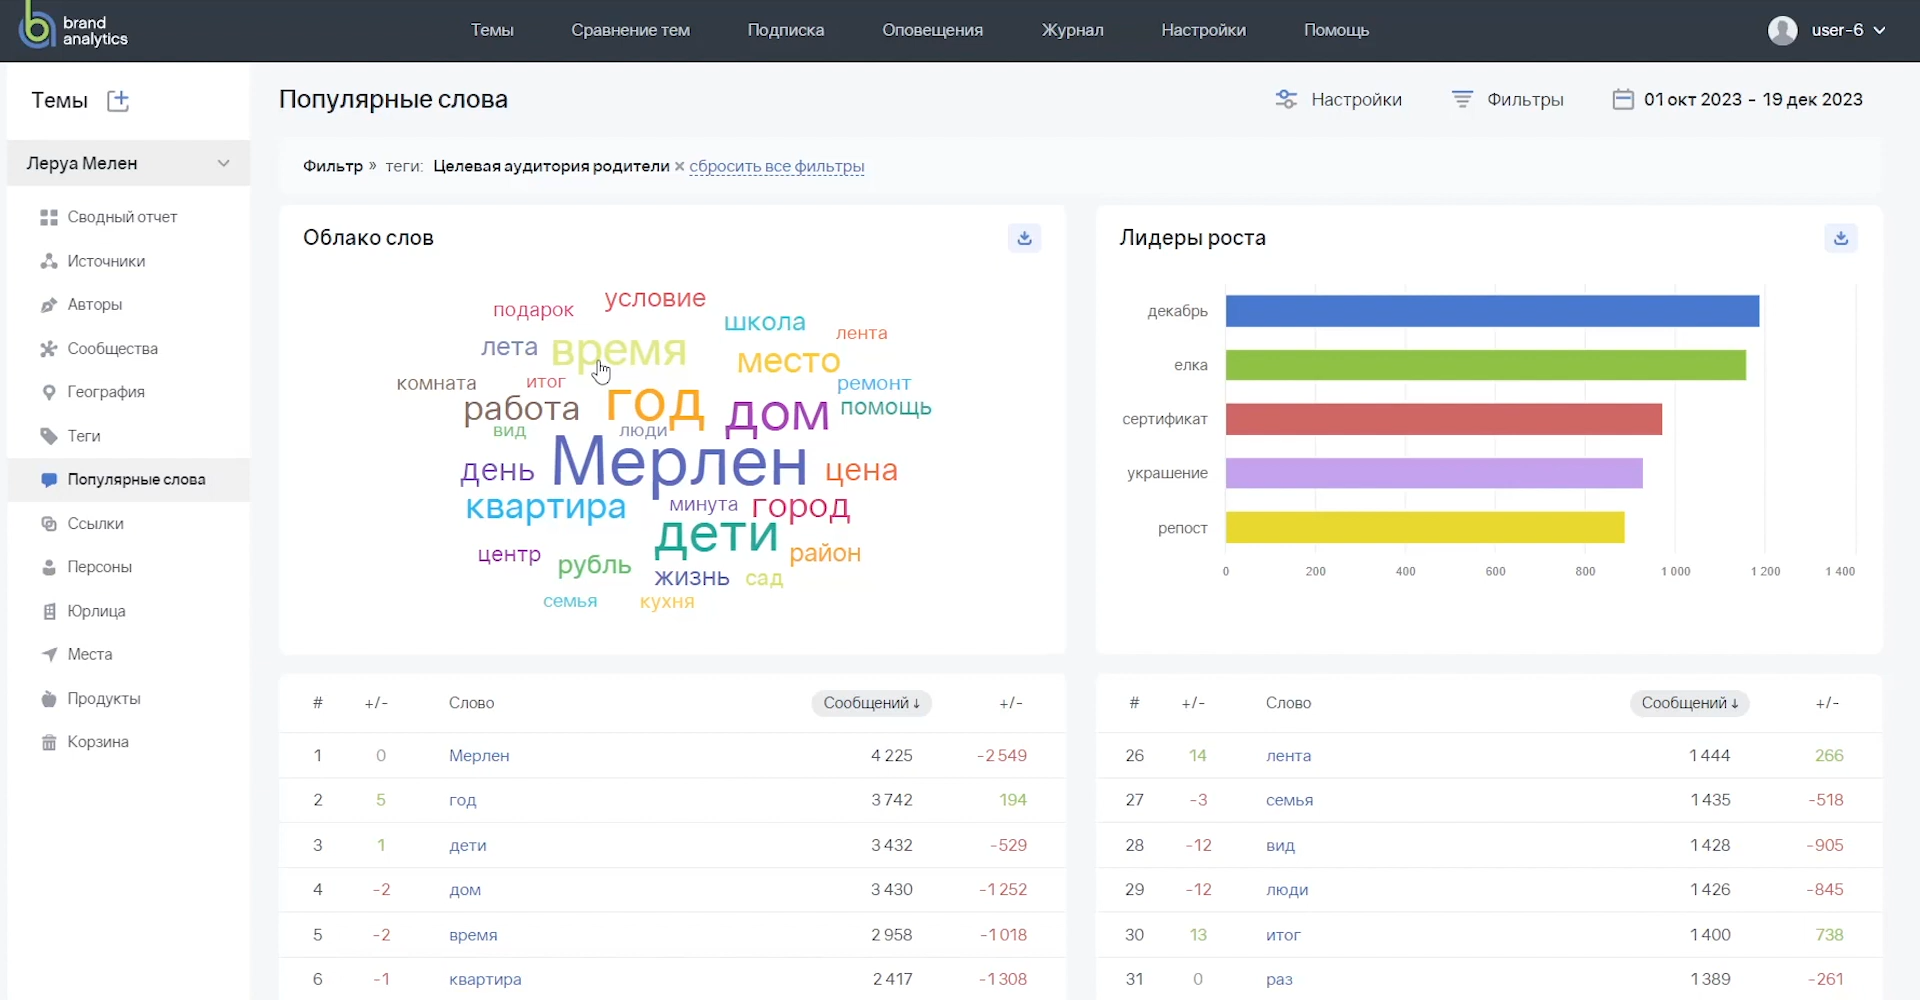 brand
analytics
Темы Сравнение тем Подписка Оповещения Журнал Настройки Помощь user-6
Темы
Леруа Мелен
Сводный отчет
Источники
Авторы
Сообщества
География
Теги
Популярные слова
Ссылки
Персоны
Юрлица
Места
Продукты
Корзина
Популярные слова
Настройки Фильтры 01 окт 2023 - 19 дек 2023
Фильтр » теги: Целевая аудитория родители × сбросить все фильтры
Облако слов
подарок условие
школа
лета время лента
место
комната итог ремонт
работа год дом помощь
вид люди
день Мерлен цена
квартира минута город
дети
центр рубль район
жизнь сад
семья кухня
Лидеры роста
декабрь
елка
сертификат
украшение
репост
0 200 400 600 800 1 000 1 200 1 400
# +/- Слово Сообщений ↓ +/-
1 0 Мерлен 4 225 -2 549
2 5 год 3 742 194
3 1 дети 3 432 -529
4 -2 дом 3 430 -1 252
5 -2 время 2 958 -1 018
6 -1 квартира 2 417 -1 308
# +/- Слово Сообщений ↓ +/-
26 14 лента 1 444 266
27 -3 семья 1 435 -518
28 -12 вид 1 428 -905
29 -12 люди 1 426 -845
30 13 итог 1 400 738
31 0 раз 1 389 -261